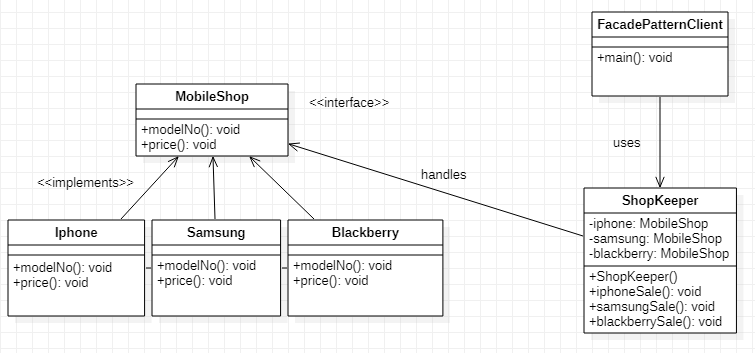 FacadePatternClient
+main(): void
MobileShop
<<interface>>
+modelNo(): void
+price(): void
uses
handles
<<implements>>
ShopKeeper
-iphone: MobileShop
-samsung: MobileShop
-blackberry: MobileShop
+ShopKeeper()
+iphoneSale(): void
+samsungSale(): void
+blackberrySale(): void
Iphone
+modelNo(): void
+price(): void
Samsung
+modelNo(): void
+price(): void
Blackberry
+modelNo(): void
+price(): void